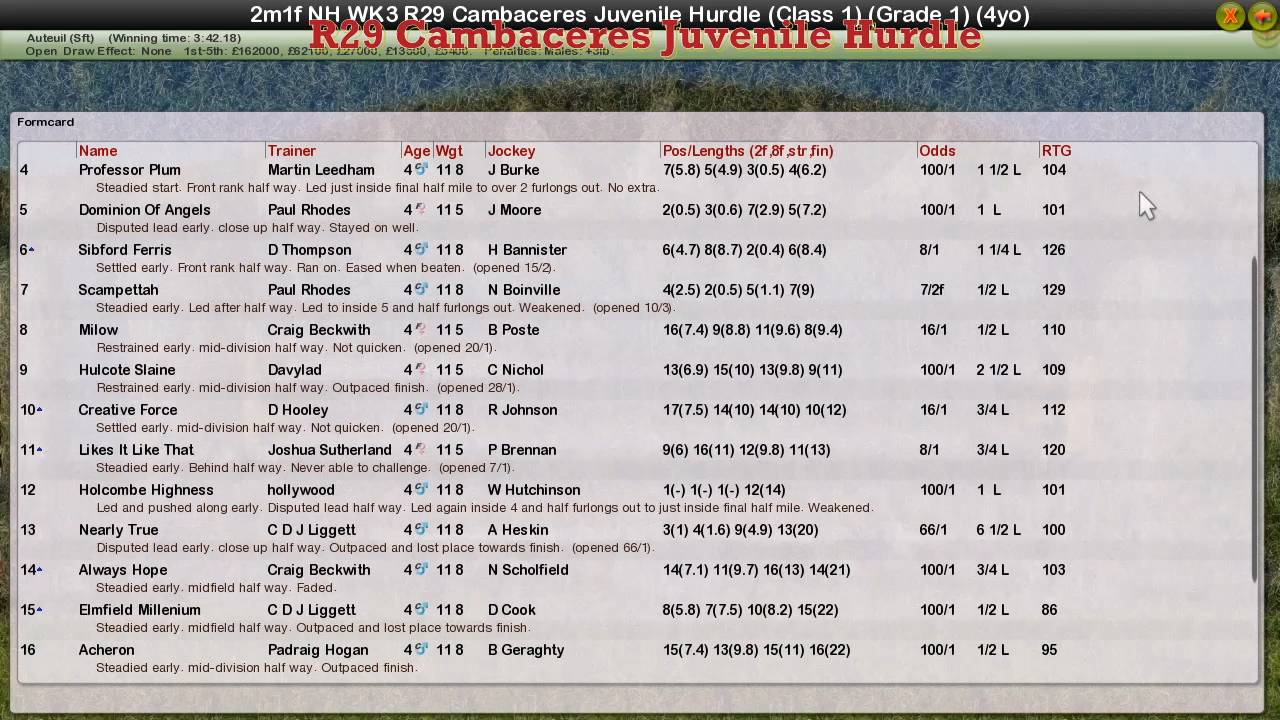 2m1f NH WK3 R29 Cambaceres Juvenile Hurdle (Class 1) (Grade 1) (4yo)
R29 Cambaceres Juvenile Hurdle
Auteuil (Sft) (Winning time: 3:42.18)
Open Draw Effect: None 1st-5th: £162000, £62100, £27000, £13500, £5400. Penalties: Males: +3lb.
Formcard
Name Trainer Age Wgt Jockey Pos/Lengths (2f,8f,str,fin) Odds RTG
4 Professor Plum Martin Leedham 4 11 8 J Burke 7(5.8) 5(4.9) 3(0.5) 4(6.2) 100/1 1 1/2 L 104
Steadied start. Front rank half way. Led just inside final half mile to over 2 furlongs out. No extra.
5 Dominion Of Angels Paul Rhodes 4 11 5 J Moore 2(0.5) 3(0.6) 7(2.9) 5(7.2) 100/1 1 L 101
Disputed lead early. close up half way. Stayed on well.
6 Sibford Ferris D Thompson 4 11 8 H Bannister 6(4.7) 8(8.7) 2(0.4) 6(8.4) 8/1 1 1/4 L 126
Settled early. Front rank half way. Ran on. Eased when beaten. (opened 15/2).
7 Scampettah Paul Rhodes 4 11 8 N Boinville 4(2.5) 2(0.5) 5(1.1) 7(9) 7/2f 1/2 L 129
Steadied early. Led after half way. Led to inside 5 and half furlongs out. Weakened. (opened 10/3).
8 Milow Craig Beckwith 4 11 5 B Poste 16(7.4) 9(8.8) 11(9.6) 8(9.4) 16/1 1/2 L 110
Restrained early. mid-division half way. Not quicken. (opened 20/1).
9 Hulcote Slaine Davylad 4 11 5 C Nichol 13(6.9) 15(10) 13(9.8) 9(11) 100/1 2 1/2 L 109
Restrained early. mid-division half way. Outpaced finish. (opened 28/1).
10 Creative Force D Hooley 4 11 8 R Johnson 17(7.5) 14(10) 14(10) 10(12) 16/1 3/4 L 112
Settled early. mid-division half way. Not quicken. (opened 20/1).
11 Likes It Like That Joshua Sutherland 4 11 5 P Brennan 9(6) 16(11) 12(9.8) 11(13) 8/1 3/4 L 120
Steadied early. Behind half way. Never able to challenge. (opened 7/1).
12 Holcombe Highness hollywood 4 11 8 W Hutchinson 1(-) 1(-) 1(-) 12(14) 100/1 1 L 101
Led and pushed along early. Disputed lead half way. Led again inside 4 and half furlongs out to just inside final half mile. Weakened.
13 Nearly True C D J Liggett 4 11 8 A Heskin 3(1) 4(1.6) 9(4.9) 13(20) 66/1 6 1/2 L 100
Disputed lead early. close up half way. Outpaced and lost place towards finish. (opened 66/1).
14 Always Hope Craig Beckwith 4 11 8 N Scholfield 14(7.1) 11(9.7) 16(13) 14(21) 100/1 3/4 L 103
Steadied early. midfield half way. Faded.
15 Elmfield Millenium C D J Liggett 4 11 8 D Cook 8(5.8) 7(7.5) 10(8.2) 15(22) 100/1 1/2 L 86
Steadied early. midfield half way. Outpaced and lost place towards finish.
16 Acheron Padraig Hogan 4 11 8 B Geraghty 15(7.4) 13(9.8) 15(11) 16(22) 100/1 1/2 L 95
Steadied early. mid-division half way. Outpaced finish.